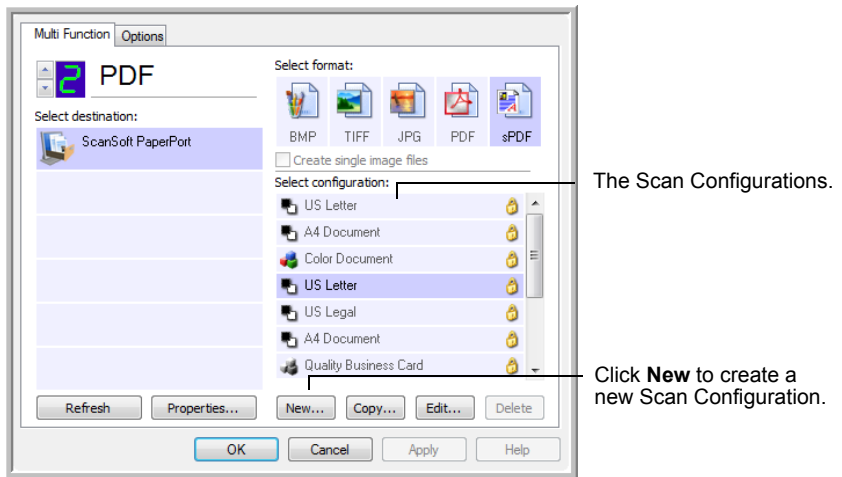 Multi Function Options
2 PDF
Select destination:
ScanSoft PaperPort
Select format:
BMP TIFF JPG PDF sPDF
Create single image files
Select configuration:
US Letter
A4 Document
Color Document
US Letter
US Legal
A4 Document
Quality Business Card
Refresh Properties... New... Copy... Edit... Delete
OK Cancel Apply Help
The Scan Configurations.
Click New to create a
new Scan Configuration.